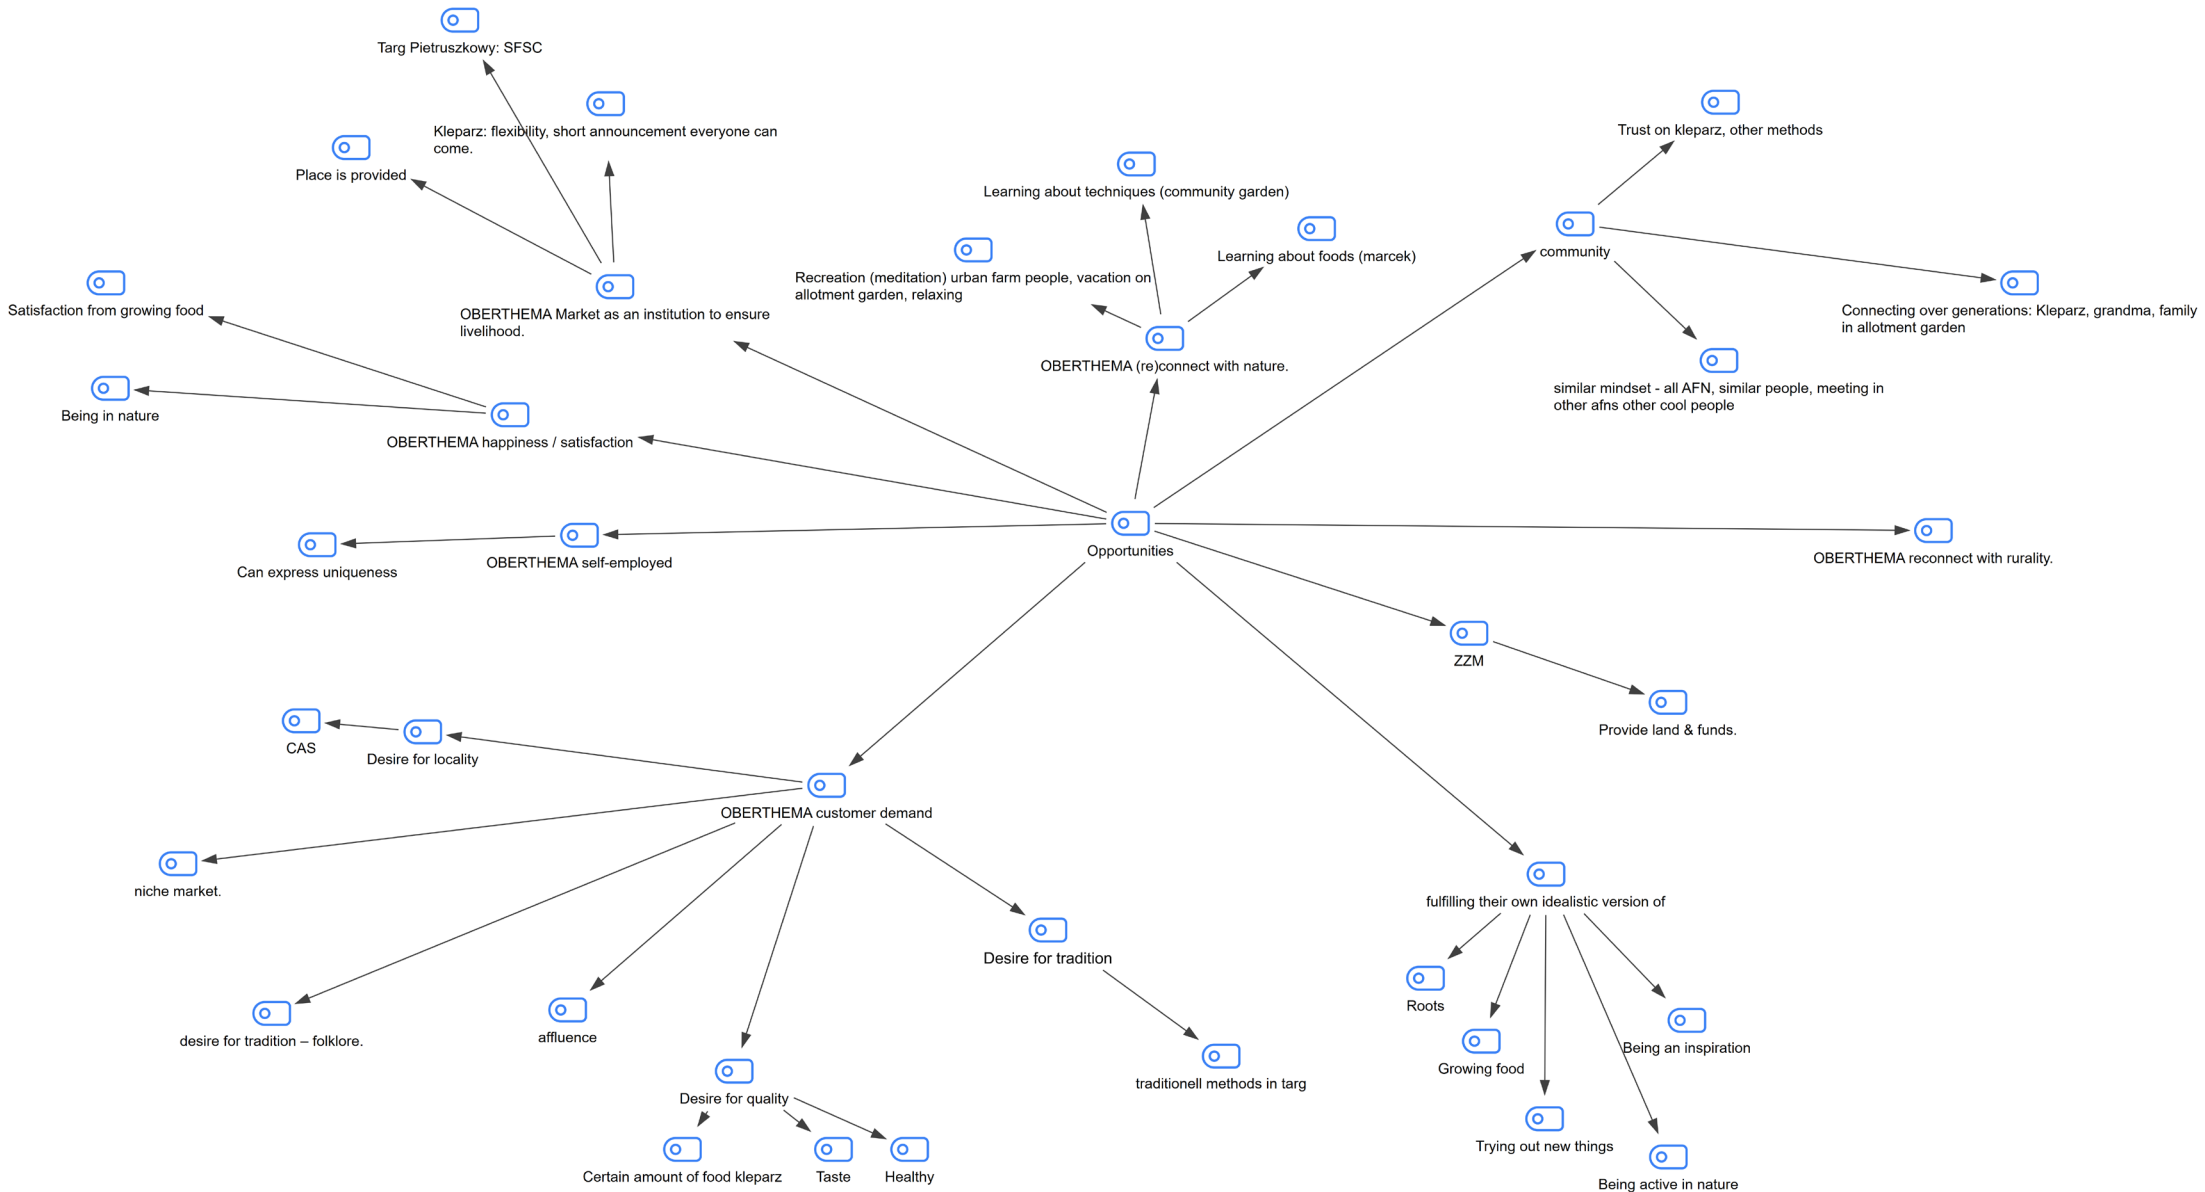 Targ Pietruszkowy: SFSC
Kleparz: flexibility, short announcement everyone can
come.
Place is provided
Trust on kleparz, other methods
Learning about techniques (community garden)
Learning about foods (marcek)
Recreation (meditation) urban farm people, vacation on
allotment garden, relaxing
community
Satisfaction from growing food
OBERTHEMA Market as an institution to ensure
livelihood.
Connecting over generations: Kleparz, grandma, family
in allotment garden
OBERTHEMA (re)connect with nature.
similar mindset - all AFN, similar people, meeting in
other afns other cool people
Being in nature
OBERTHEMA happiness / satisfaction
Opportunities
OBERTHEMA reconnect with rurality.
Can express uniqueness
OBERTHEMA self-employed
ZZM
Provide land & funds.
CAS
Desire for locality
OBERTHEMA customer demand
niche market.
fulfilling their own idealistic version of
Desire for tradition
Roots
desire for tradition – folklore.
affluence
Being an inspiration
Growing food
traditionell methods in targ
Desire for quality
Trying out new things
Certain amount of food kleparz
Taste
Healthy
Being active in nature